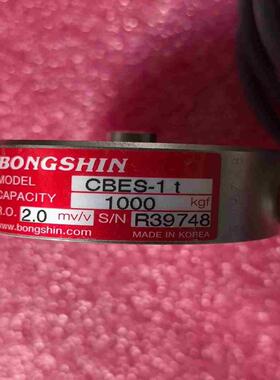 BONGSHIN
MODEL CBES-1 t
CAPACITY 1000 kgf
R.O. 2.0 mv/v S/N R39748
www.bongshin.com MADE IN KOREA